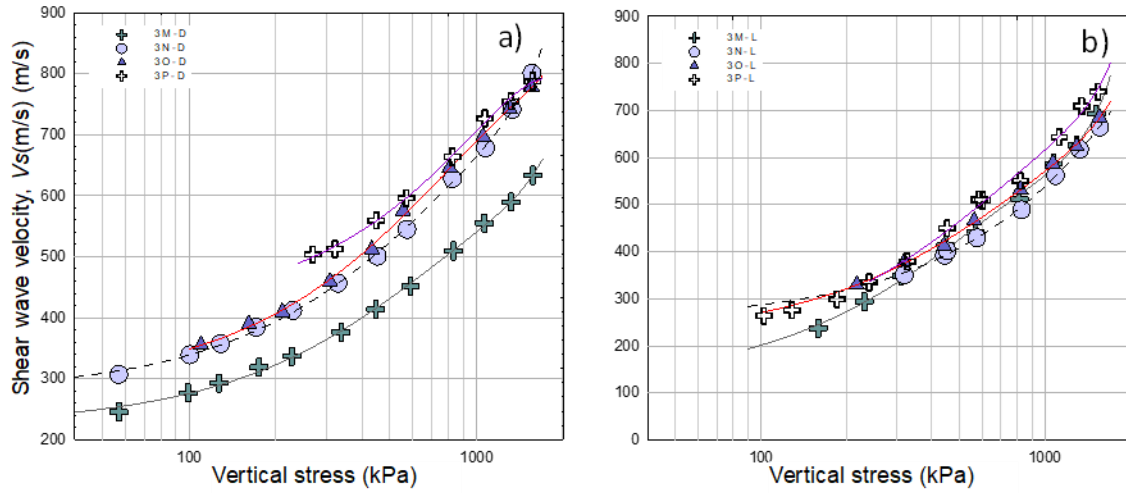 Shear wave velocity, Vs(m/s) (m/s)
900
800
700
600
500
400
300
200
3M-D
3N-D
3O-D
3P-D
a)
100
1000
Vertical stress (kPa)
900
800
700
600
500
400
300
200
100
0
3M-L
3N-L
3O-L
3P-L
b)
100
1000
Vertical stress (kPa)